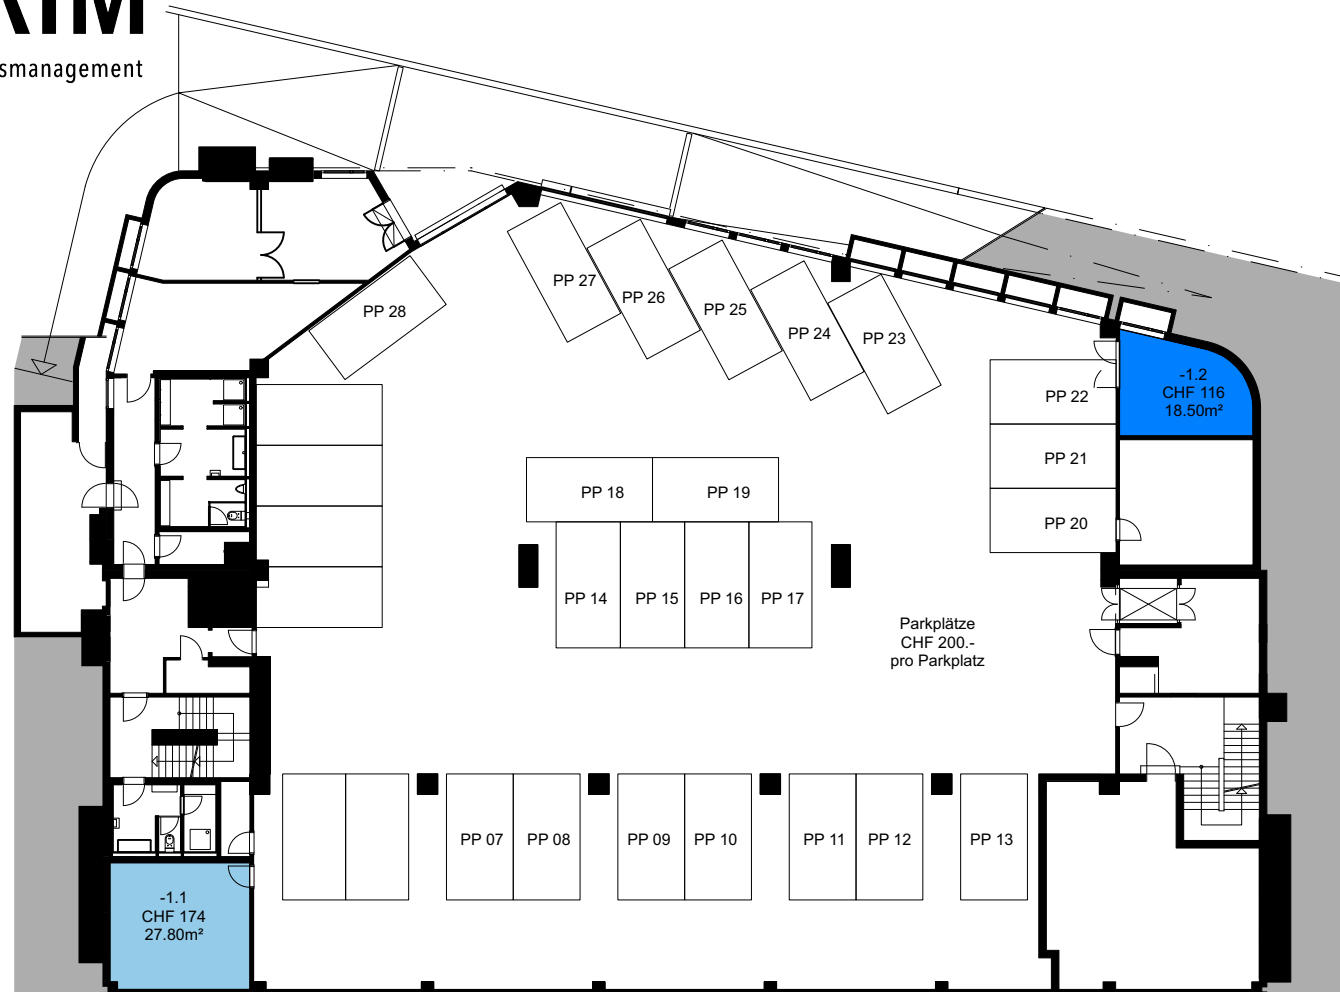 smanagement
PP 27
PP 26
PP 25
PP 24
PP 23
PP 28
PP 22
PP 21
PP 20
-1.2
CHF 116
18.50m²
PP 18
PP 19
PP 14
PP 15
PP 16
PP 17
Parkplätze
CHF 200.-
pro Parkplatz
PP 07
PP 08
PP 09
PP 10
PP 11
PP 12
PP 13
-1.1
CHF 174
27.80m²